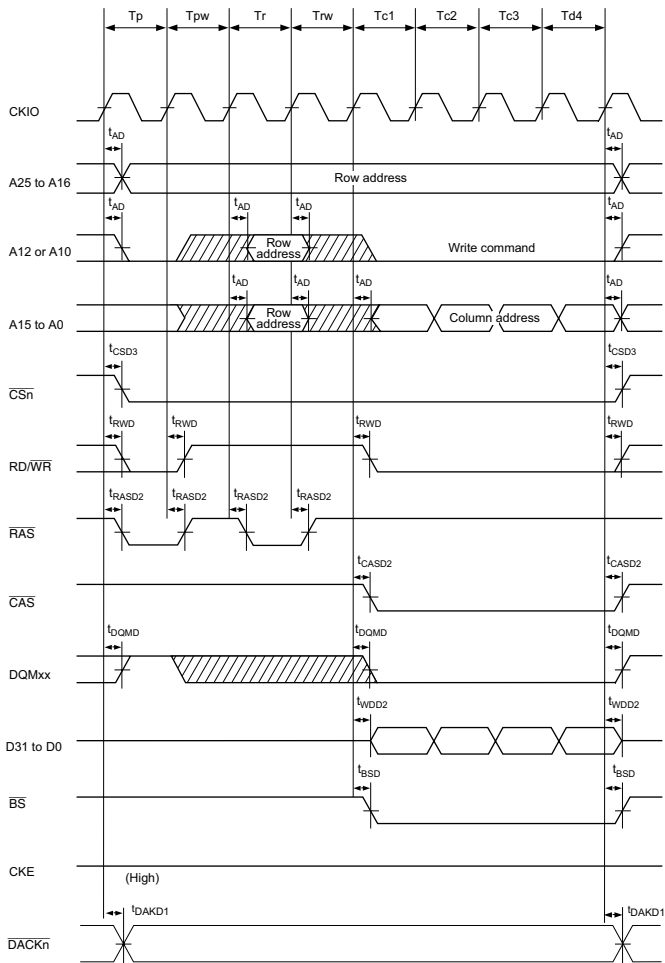 Tp Tpw Tr Trw Tc1 Tc2 Tc3 Td4
CKIO
tAD tAD
A25 to A16 Row address
tAD tAD tAD tAD
A12 or A10 Row address Write command
tAD tAD tAD tAD
A15 to A0 Row address Column address
tCSD3 tCSD3
CSn
tRWD tRWD tRWD tRWD
RD/WR
tRASD2 tRASD2 tRASD2 tRASD2
RAS
tCASD2 tCASD2
CAS
tDQMD tDQMD tDQMD
DQMxx
tWDD2 tWDD2
D31 to D0
tBSD tBSD
BS
CKE
(High)
tDAKD1 tDAKD1
DACKn